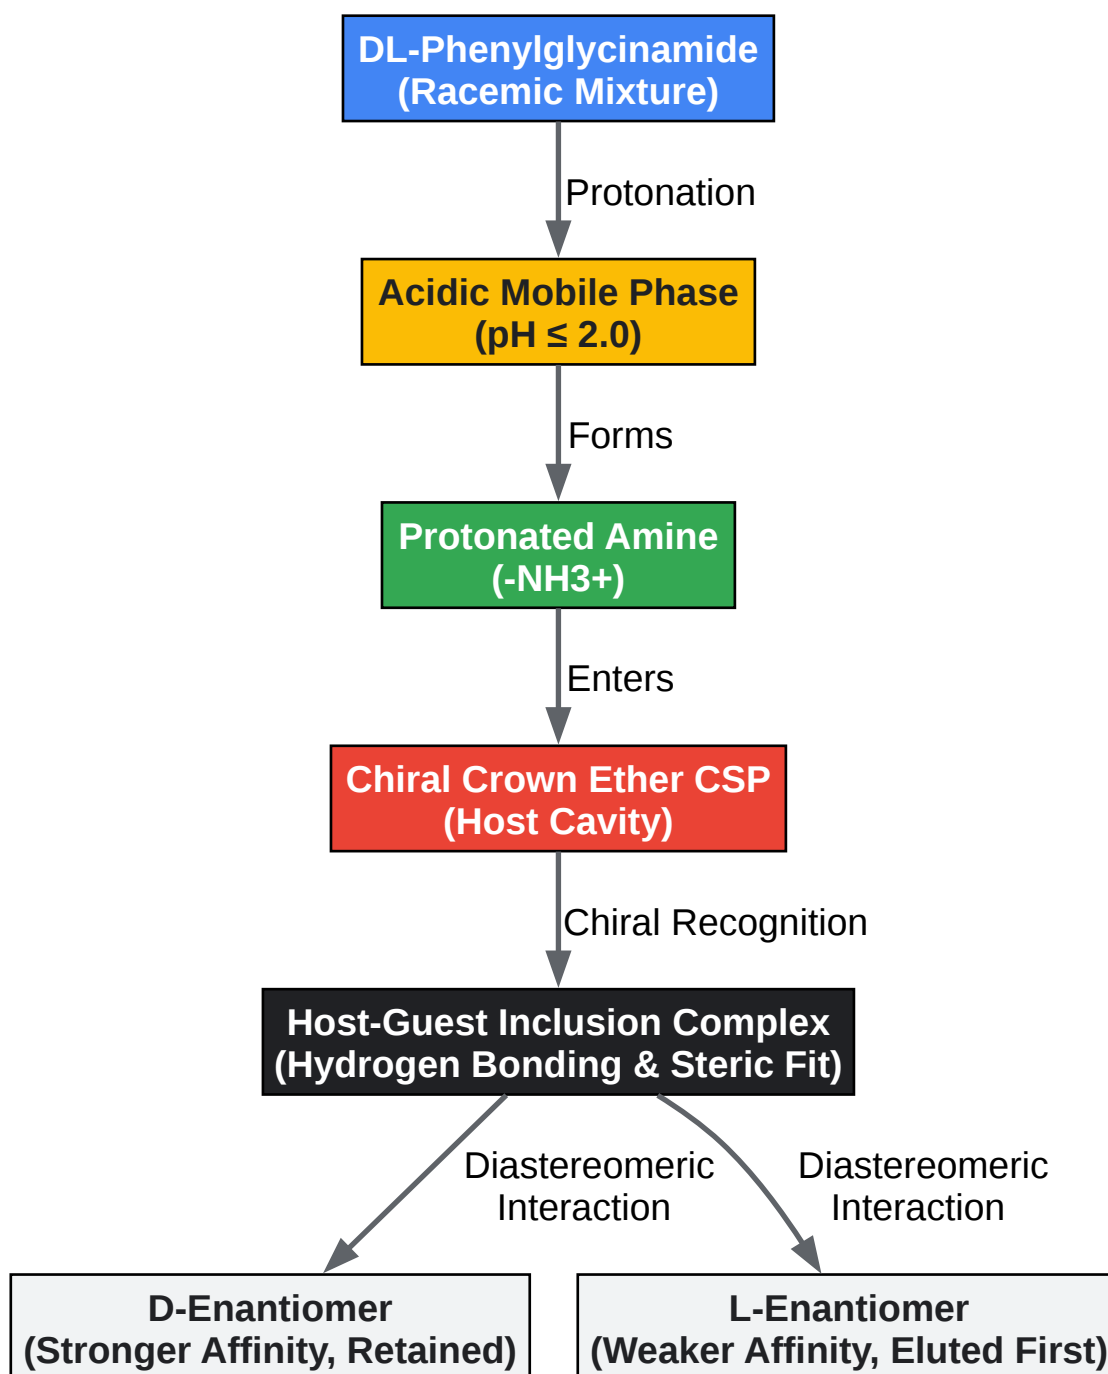 DL-Phenylglycinamide
(Racemic Mixture)
Protonation
Acidic Mobile Phase
(pH ≤ 2.0)
Forms
Protonated Amine
(-NH3+)
Enters
Chiral Crown Ether CSP
(Host Cavity)
Chiral Recognition
Host-Guest Inclusion Complex
(Hydrogen Bonding & Steric Fit)
Diastereomeric
Interaction
Diastereomeric
Interaction
D-Enantiomer
(Stronger Affinity, Retained)
L-Enantiomer
(Weaker Affinity, Eluted First)